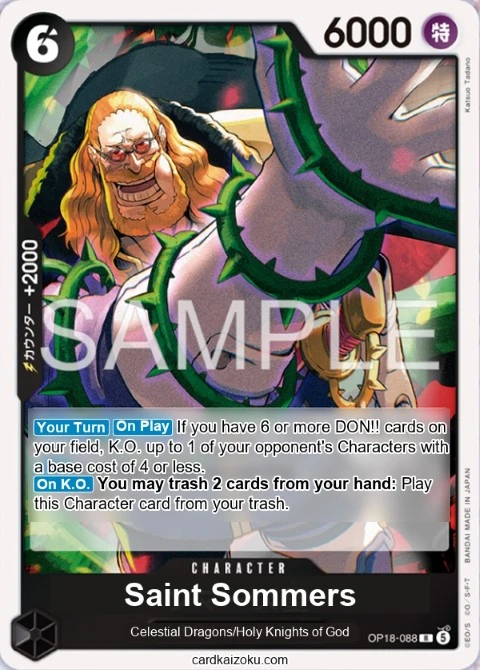 6
6000
特
Katsuo Tadano
カウンター +2000
SAMPLE
Your Turn On Play If you have 6 or more DON!! cards on
your field, K.O. up to 1 of your opponent's Characters with
a base cost of 4 or less.
On K.O. You may trash 2 cards from your hand: Play
this Character card from your trash.
CHARACTER
Saint Sommers
Celestial Dragons/Holy Knights of God
OP18-088 R 5
©E/S ©O/S・F・T BANDAI MADE IN JAPAN
cardkaizoku.com